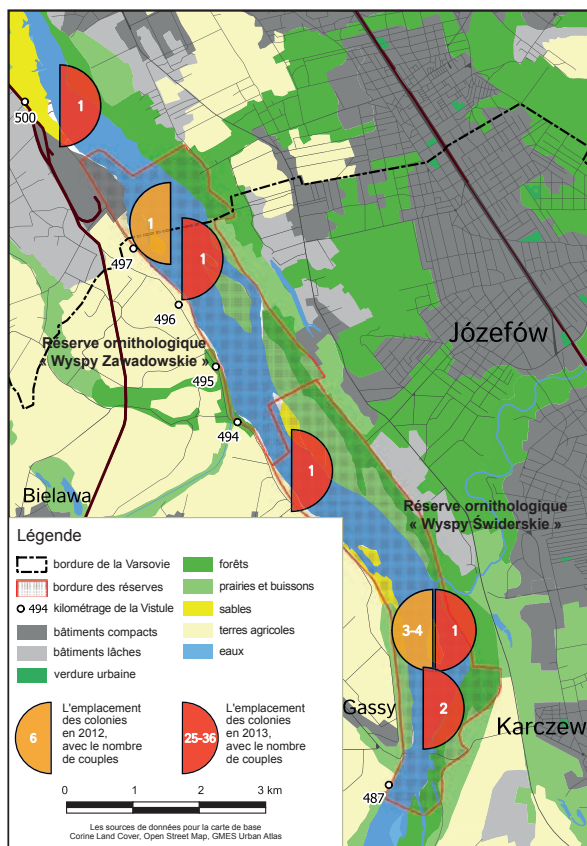 500
1
1
497
1
496
Józefów
Réserve ornithologique
« Wyspy Zawadowskie »
495
494
1
Bielawa
Réserve ornithologique
« Wyspy Świderskie »
3-4
1
2
Gassy
Karczew
487
Légende
bordure de la Varsovie
bordure des réserves
494 kilométrage de la Vistule
bâtiments compacts
bâtiments lâches
verdure urbaine
forêts
prairies et buissons
sables
terres agricoles
eaux
6
L'emplacement
des colonies
en 2012,
avec le nombre
de couples
25-36
L'emplacement
des colonies
en 2013,
avec le nombre
de couples
0 1 2 3 km
Les sources de données pour la carte de base
Corine Land Cover, Open Street Map, GMES Urban Atlas